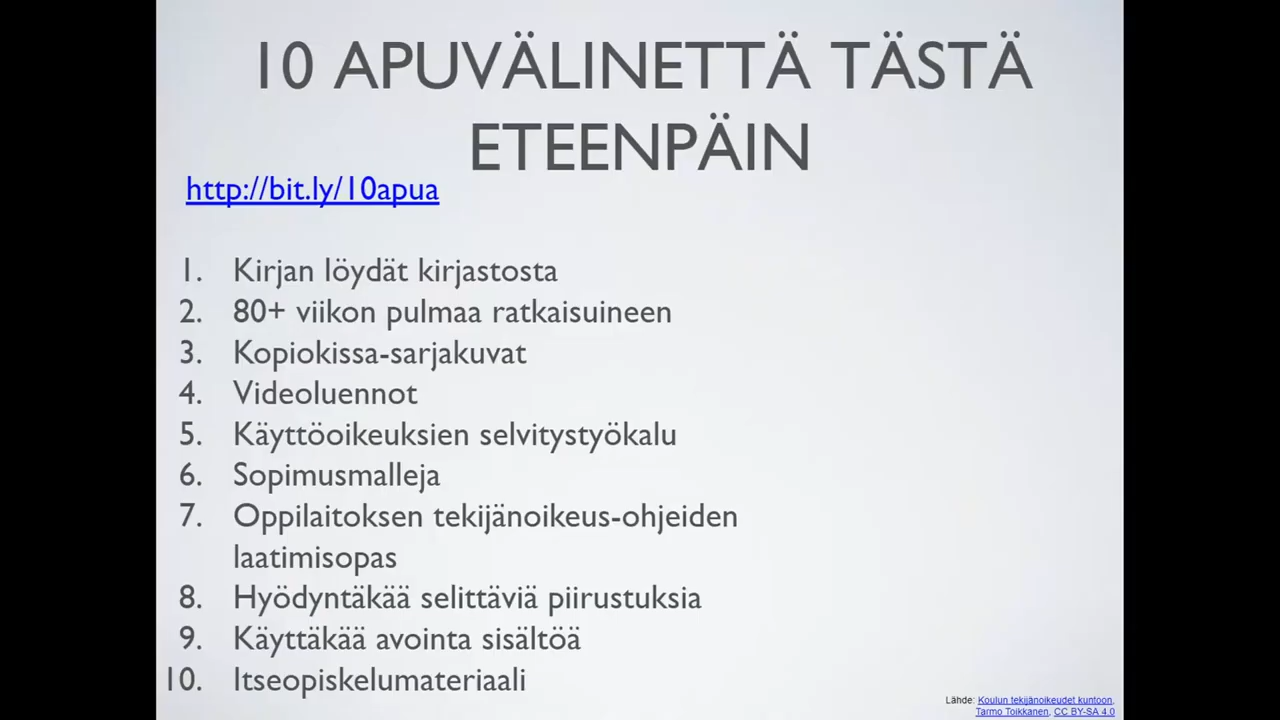 10 APUVÄLINETTÄ TÄSTÄ
ETEENPÄIN
http://bit.ly/10apua
1. Kirjan löydät kirjastosta
2. 80+ viikon pulmaa ratkaisuineen
3. Kopiokissa-sarjakuvat
4. Videoluennot
5. Käyttöoikeuksien selvitystyökalu
6. Sopimusmalleja
7. Oppilaitoksen tekijänoikeus-ohjeiden
laatimisopas
8. Hyödyntäkää selittäviä piirustuksia
9. Käyttäkää avointa sisältöä
10. Itseopiskelumateriaali
Lähde: Koulun tekijänoikeudet kuntoon,
Tarmo Toikkanen, CC BY-SA 4.0